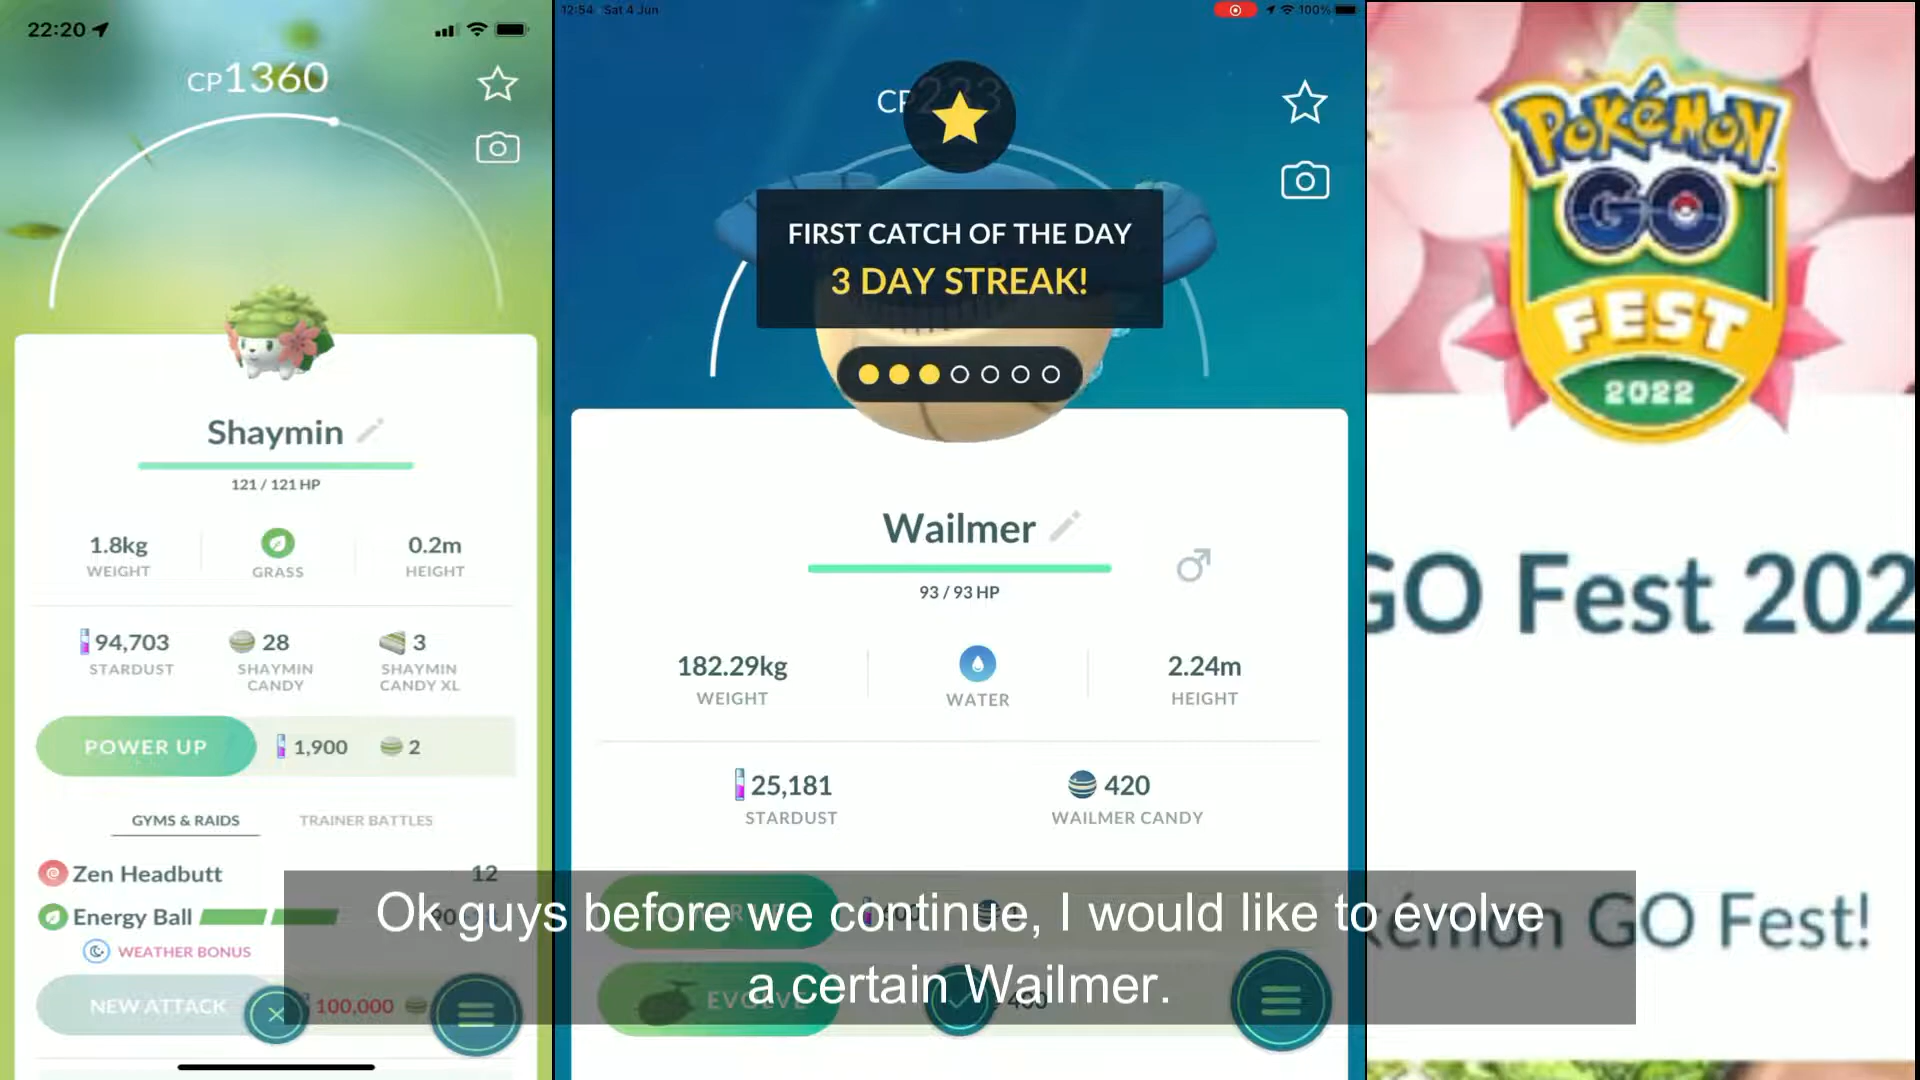 22:20
CP1360
Shaymin
121 / 121 HP
1.8kg
WEIGHT
GRASS
0.2m
HEIGHT
94,703
STARDUST
28
SHAYMIN
CANDY
3
SHAYMIN
CANDY XL
POWER UP
1,900
2
GYMS & RAIDS
TRAINER BATTLES
Zen Headbutt
12
Energy Ball
90
WEATHER BONUS
NEW ATTACK
100,000
12:54 Sat 4 Jun
100%
FIRST CATCH OF THE DAY
3 DAY STREAK!
Wailmer
93 / 93 HP
182.29kg
WEIGHT
WATER
2.24m
HEIGHT
25,181
STARDUST
420
WAILMER CANDY
EVOLVE
400
Ok guys before we continue, I would like to evolve
a certain Wailmer.
POKéMON
GO
FEST
2022
GO Fest 202
kémon GO Fest!